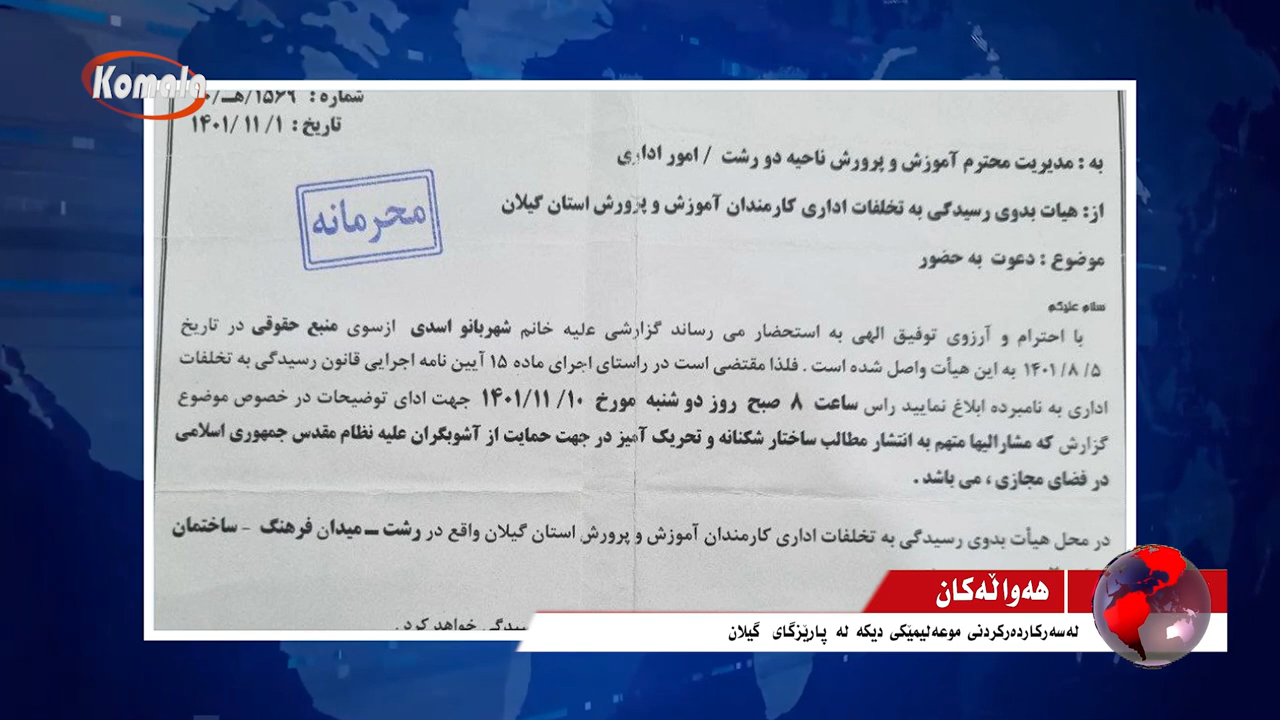 Komala
شماره : ۱۵۶۹/هـ/
تاریخ : ۱/ ۱۱/ ۱۴۰۱
محرمانه
به : مدیریت محترم آموزش و پرورش ناحیه دو رشت / امور اداری
از: هیات بدوی رسیدگی به تخلفات اداری کارمندان آموزش و پرورش استان گیلان
موضوع : دعوت به حضور
سلام علیکم
با احترام و آرزوی توفیق الهی به استحضار می رساند گزارشی علیه خانم شهربانو اسدی ازسوی منبع حقوقی در تاریخ
۵/ ۸/ ۱۴۰۱ به این هیأت واصل شده است . فلذا مقتضی است در راستای اجرای ماده ۱۵ آیین نامه اجرایی قانون رسیدگی به تخلفات
اداری به نامبرده ابلاغ نمایید راس ساعت ۸ صبح روز دو شنبه مورخ ۱۰/ ۱۱/ ۱۴۰۱ جهت ادای توضیحات در خصوص موضوع
گزارش که مشارالیها متهم به انتشار مطالب ساختار شکنانه و تحریک آمیز در جهت حمایت از آشوبگران علیه نظام مقدس جمهوری اسلامی
در فضای مجازی ، می باشد .
در محل هیأت بدوی رسیدگی به تخلفات اداری کارمندان آموزش و پرورش استان گیلان واقع در رشت ــ میدان فرهنگ - ساختمان
خواهد کرد .
هەواڵەکان
لەسەرکاردەرکردنی موعەلیمێکی دیکە لە پارێزگای گیلان